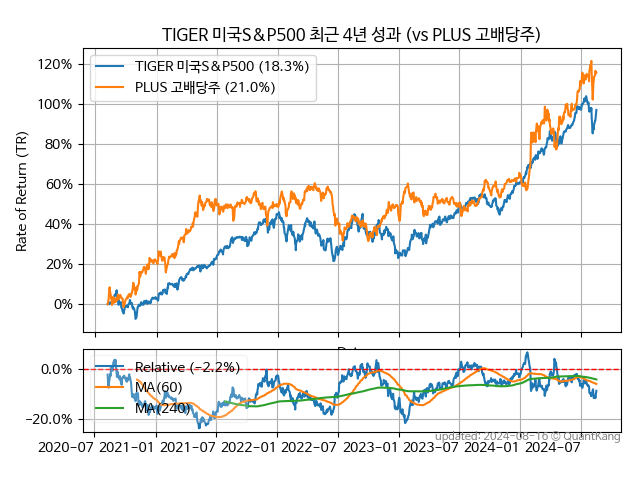 TIGER 미국S&P500 최근 4년 성과 (vs PLUS 고배당주)
TIGER 미국S&P500 (18.3%)
PLUS 고배당주 (21.0%)
Rate of Return (TR)
120%
100%
80%
60%
40%
20%
0%
Relative (−2.2%)
MA(60)
MA(240)
0.0%
−20.0%
2020-07 2021-01 2021-07 2022-01 2022-07 2023-01 2023-07 2024-01 2024-07
updated: 2024-08-16 © QuantKang